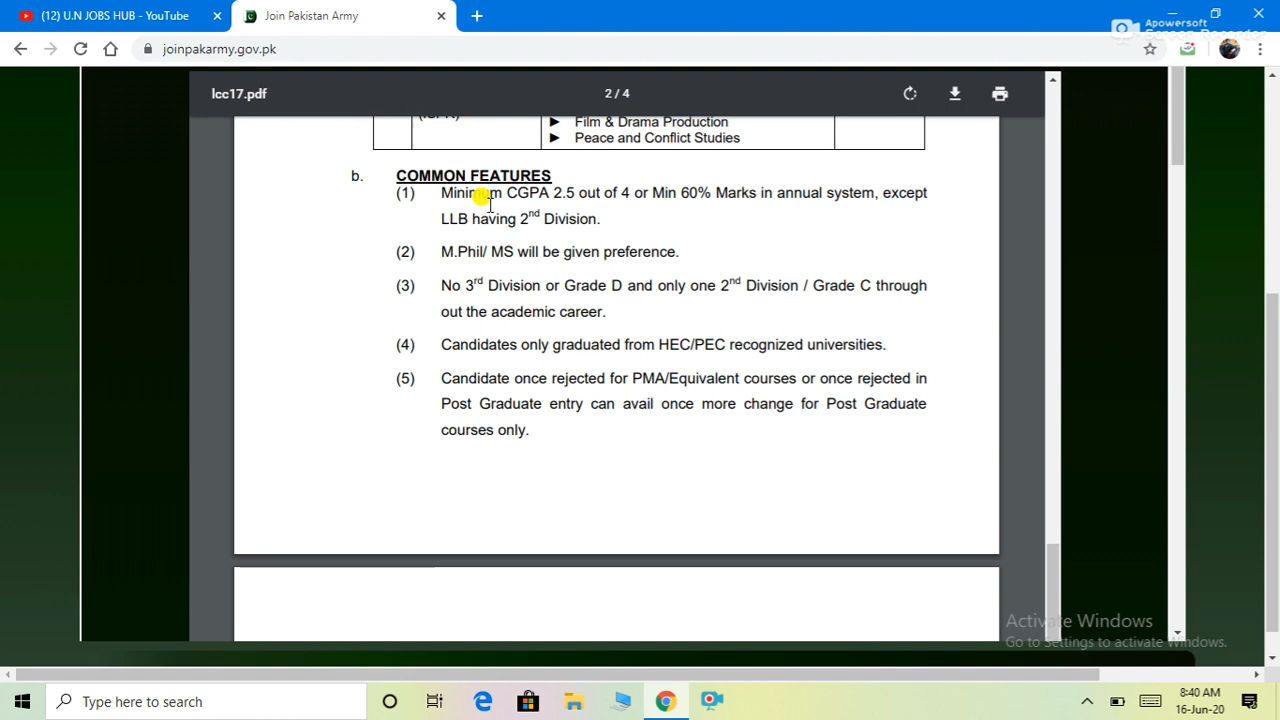 (12) U.N JOBS HUB - YouTube
Join Pakistan Army
Apowersoft
Screen Recorder
joinpakarmy.gov.pk
lcc17.pdf
2 / 4
(ISPR)
► Film & Drama Production
► Peace and Conflict Studies
b. COMMON FEATURES
(1) Minimum CGPA 2.5 out of 4 or Min 60% Marks in annual system, except
LLB having 2nd Division.
(2) M.Phil/ MS will be given preference.
(3) No 3rd Division or Grade D and only one 2nd Division / Grade C through
out the academic career.
(4) Candidates only graduated from HEC/PEC recognized universities.
(5) Candidate once rejected for PMA/Equivalent courses or once rejected in
Post Graduate entry can avail once more change for Post Graduate
courses only.
Activate Windows
Go to Settings to activate Windows.
Type here to search
8:40 AM
16-Jun-20